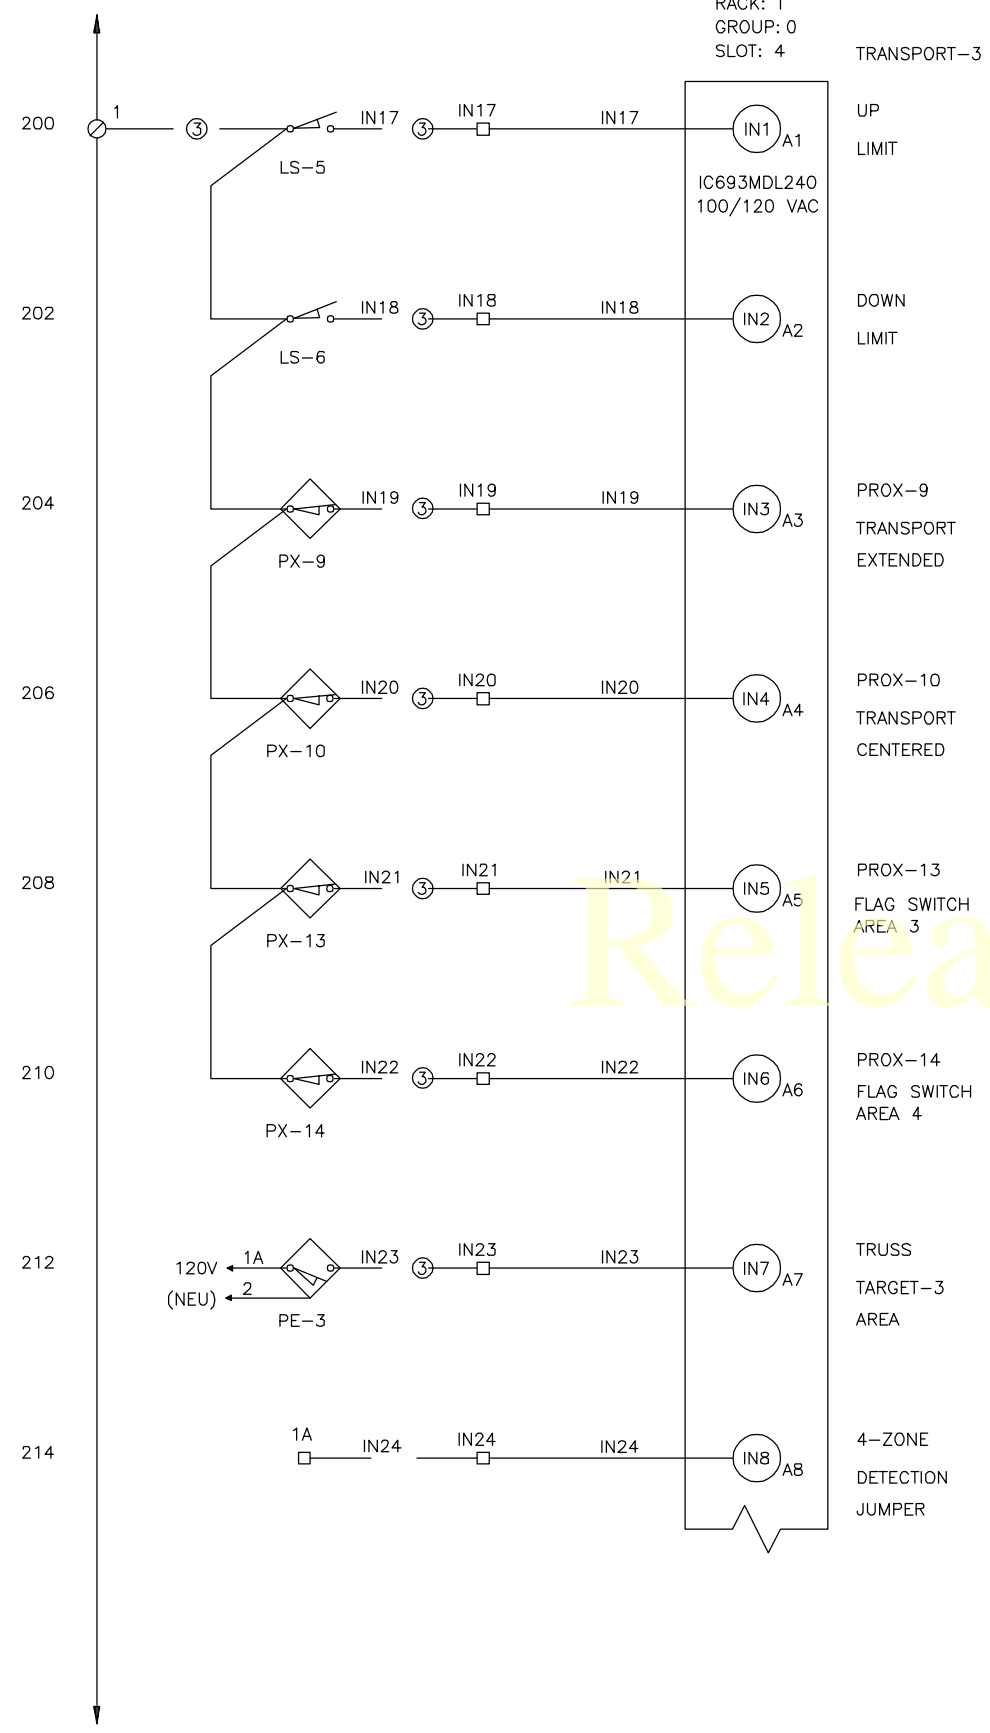 RACK: 1
GROUP: 0
SLOT: 4
TRANSPORT-3
200
1
3
LS-5
IN17
3
IN17
IN17
IN1
A1
UP
LIMIT
IC693MDL240
100/120 VAC
202
LS-6
IN18
3
IN18
IN18
IN2
A2
DOWN
LIMIT
204
PX-9
IN19
3
IN19
IN19
IN3
A3
PROX-9
TRANSPORT
EXTENDED
206
PX-10
IN20
3
IN20
IN20
IN4
A4
PROX-10
TRANSPORT
CENTERED
208
PX-13
IN21
3
IN21
IN21
IN5
A5
PROX-13
FLAG SWITCH
AREA 3
Relea
210
PX-14
IN22
3
IN22
IN22
IN6
A6
PROX-14
FLAG SWITCH
AREA 4
212
120V
1A
(NEU)
2
PE-3
IN23
3
IN23
IN23
IN7
A7
TRUSS
TARGET-3
AREA
214
1A
IN24
IN24
IN24
IN8
A8
4-ZONE
DETECTION
JUMPER